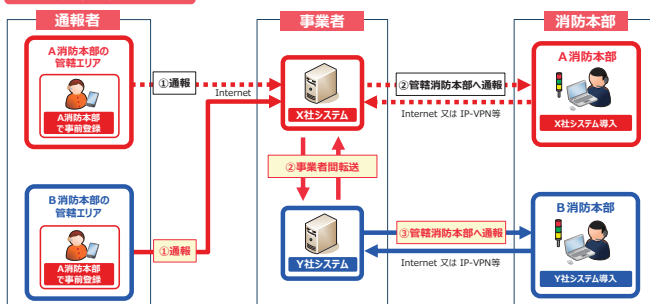 通報者
A消防本部の
管轄エリア
A消防本部
で事前登録
B消防本部の
管轄エリア
A消防本部
で事前登録
①通報
Internet
①通報
事業者
X社システム
②事業者間転送
Y社システム
②管轄消防本部へ通報
Internet 又は IP-VPN等
③管轄消防本部へ通報
Internet 又は IP-VPN等
消防本部
A消防本部
X社システム導入
B消防本部
Y社システム導入